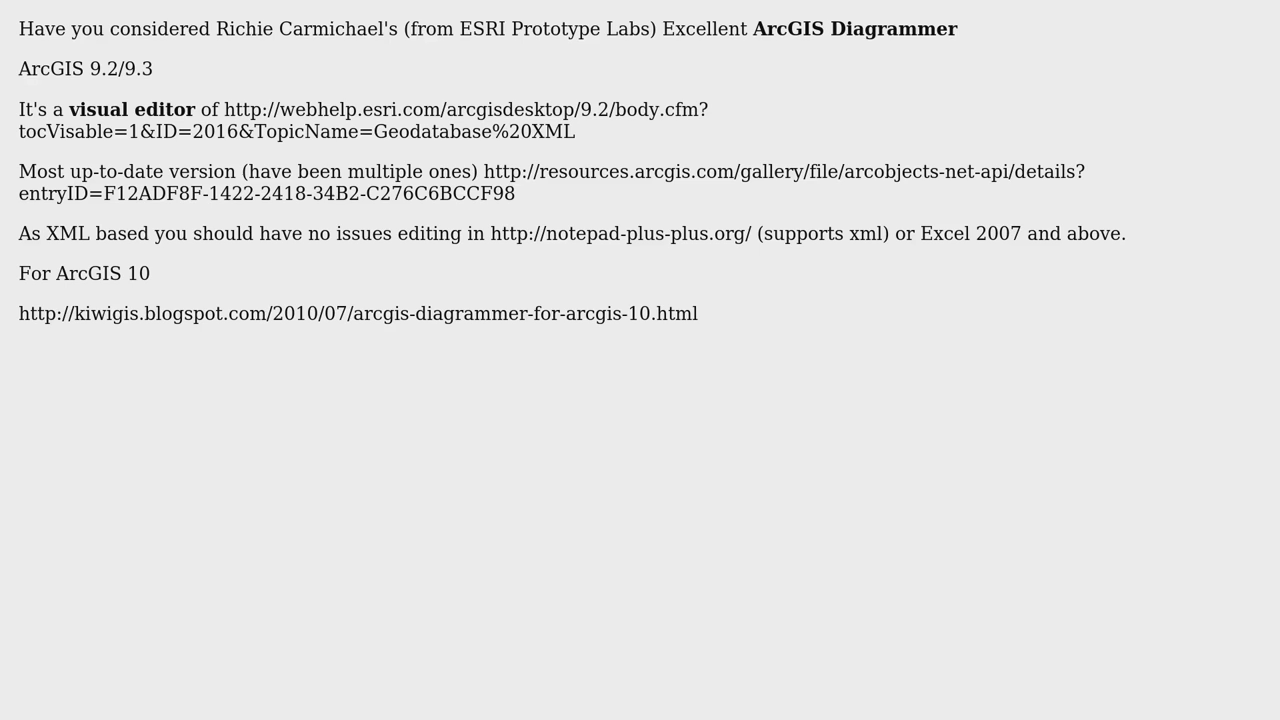 Have you considered Richie Carmichael's (from ESRI Prototype Labs) Excellent ArcGIS Diagrammer
ArcGIS 9.2/9.3
It's a visual editor of http://webhelp.esri.com/arcgisdesktop/9.2/body.cfm?
tocVisable=1&ID=2016&TopicName=Geodatabase%20XML
Most up-to-date version (have been multiple ones) http://resources.arcgis.com/gallery/file/arcobjects-net-api/details?
entryID=F12ADF8F-1422-2418-34B2-C276C6BCCF98
As XML based you should have no issues editing in http://notepad-plus-plus.org/ (supports xml) or Excel 2007 and above.
For ArcGIS 10
http://kiwigis.blogspot.com/2010/07/arcgis-diagrammer-for-arcgis-10.html